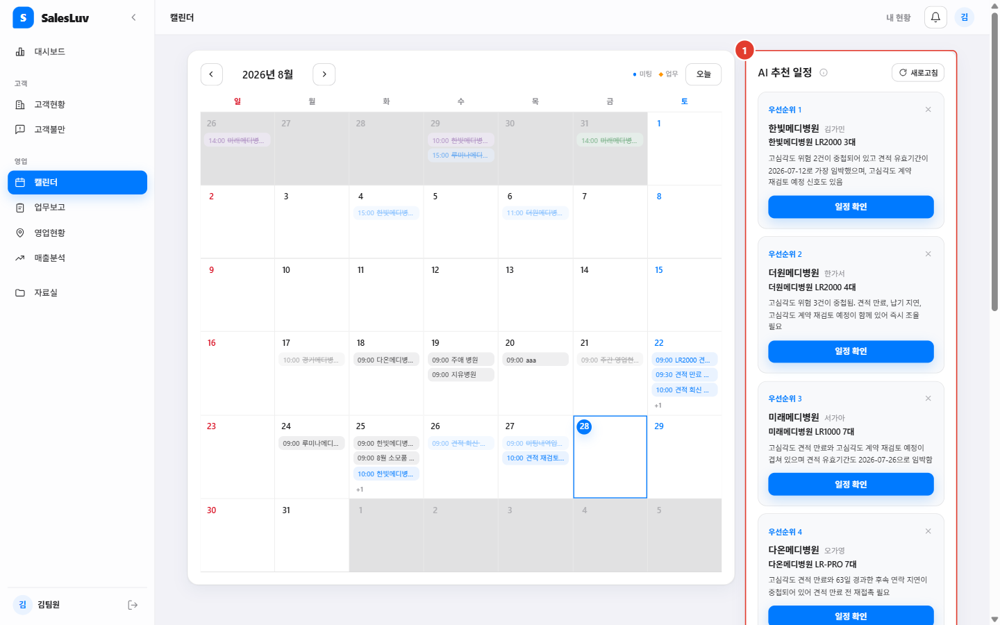 S SalesLuv
대시보드
고객
고객현황
고객불만
영업
캘린더
업무보고
영업현황
매출분석
자료실
김 김팀원
캘린더
내 현황 김
2026년 8월
미팅 업무 오늘
일 월 화 수 목 금 토
26 27 28 29 30 31 1
14:00 미래메디병...
10:00 한빛메디병...
15:00 루미나메디...
14:00 미래메디병...
2 3 4 5 6 7 8
15:00 한빛메디병...
11:00 더원메디병...
9 10 11 12 13 14 15
16 17 18 19 20 21 22
10:00 경기메디병...
09:00 다온메디병...
09:00 주애 병원
09:00 지유병원
09:00 aaa
09:00 주간 영업현...
09:00 LR2000 견...
09:30 견적 만료 ...
10:00 견적 회신 ...
+1
23 24 25 26 27 28 29
09:00 루미나메디...
09:00 한빛메디병...
09:00 8월 소모품 ...
10:00 한빛메디병...
+1
09:00 견적 회신 ...
09:00 미팅내역입...
10:00 견적 재검토...
30 31 1 2 3 4 5
1
AI 추천 일정
새로고침
우선순위 1
한빛메디병원 김가민
한빛메디병원 LR2000 3대
고심각도 위험 2건이 중첩되어 있고 견적 유효기간이
2026-07-12로 가장 임박했으며, 고심각도 계약
재검토 예정 신호도 있음
일정 확인
우선순위 2
더원메디병원 한가서
더원메디병원 LR2000 4대
고심각도 위험 3건이 중첩됨. 견적 만료, 납기 지연,
고심각도 계약 재검토 예정이 함께 있어 즉시 조율
필요
일정 확인
우선순위 3
미래메디병원 서가아
미래메디병원 LR1000 7대
고심각도 견적 만료와 고심각도 계약 재검토 예정이
겹쳐 있으며 견적 유효기간도 2026-07-26으로 임박함
일정 확인
우선순위 4
다온메디병원 오가영
다온메디병원 LR-PRO 7대
고심각도 견적 만료와 63일 경과한 후속 연락 지연이
중첩되어 있어 견적 만료 전 재접촉 필요
일정 확인